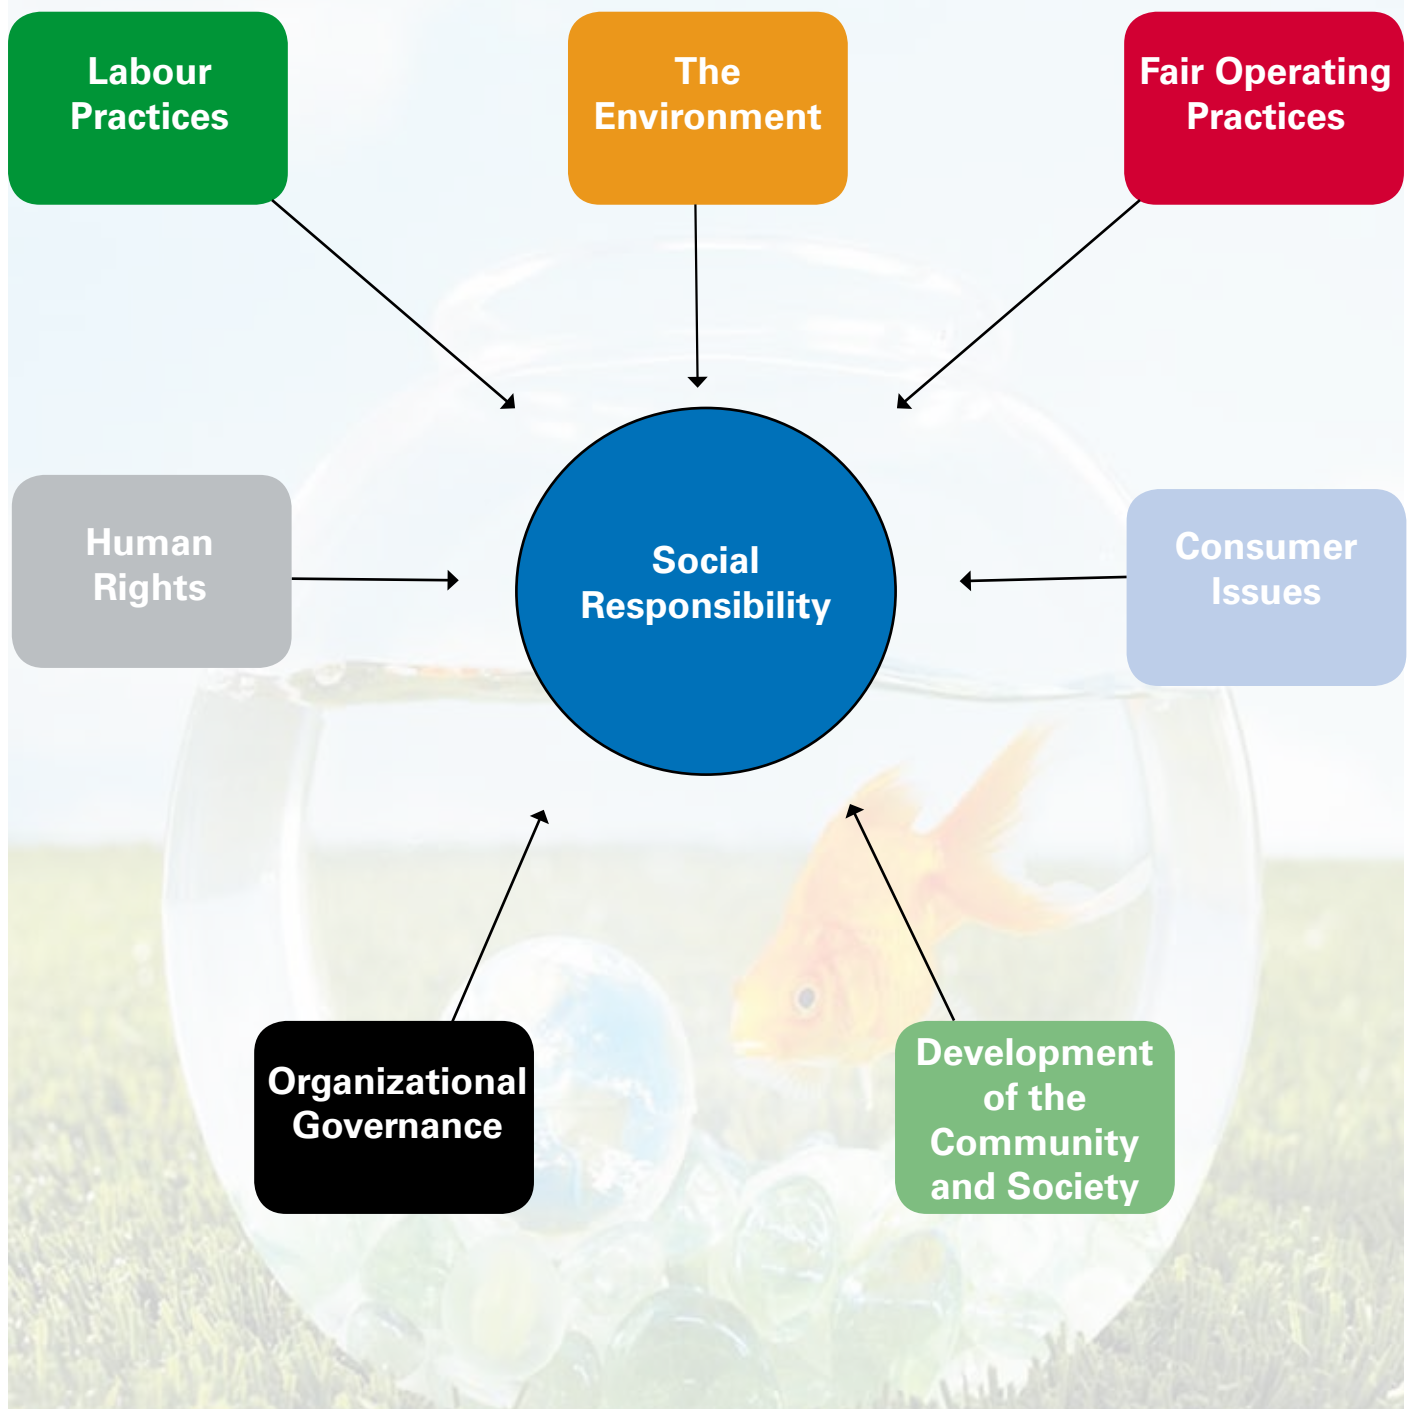 Labour
Practices
The
Environment
Fair Operating
Practices
Human
Rights
Social
Responsibility
Consumer
Issues
Organizational
Governance
Development
of the
Community
and Society